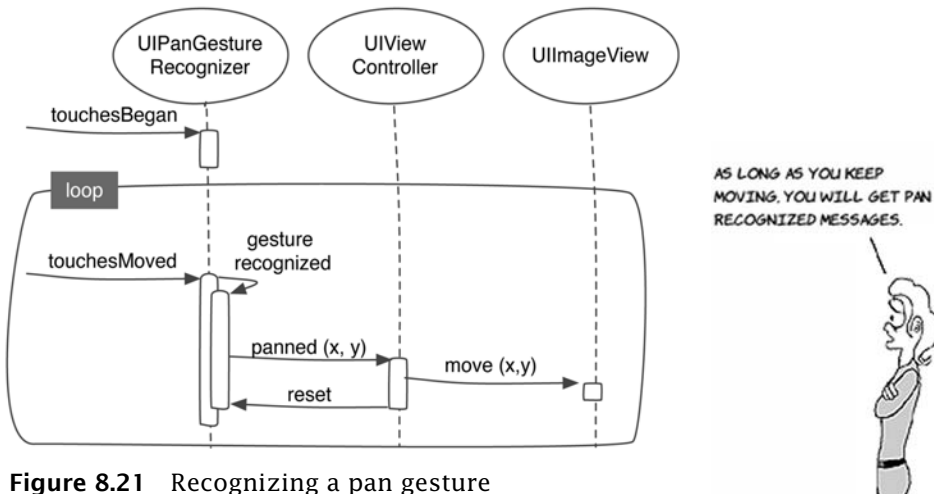 UIPanGesture
Recognizer
UIView
Controller
UIImageView
touchesBegan
loop
touchesMoved
gesture
recognized
panned (x, y)
move (x,y)
reset
AS LONG AS YOU KEEP
MOVING, YOU WILL GET PAN
RECOGNIZED MESSAGES.
Figure 8.21 Recognizing a pan gesture